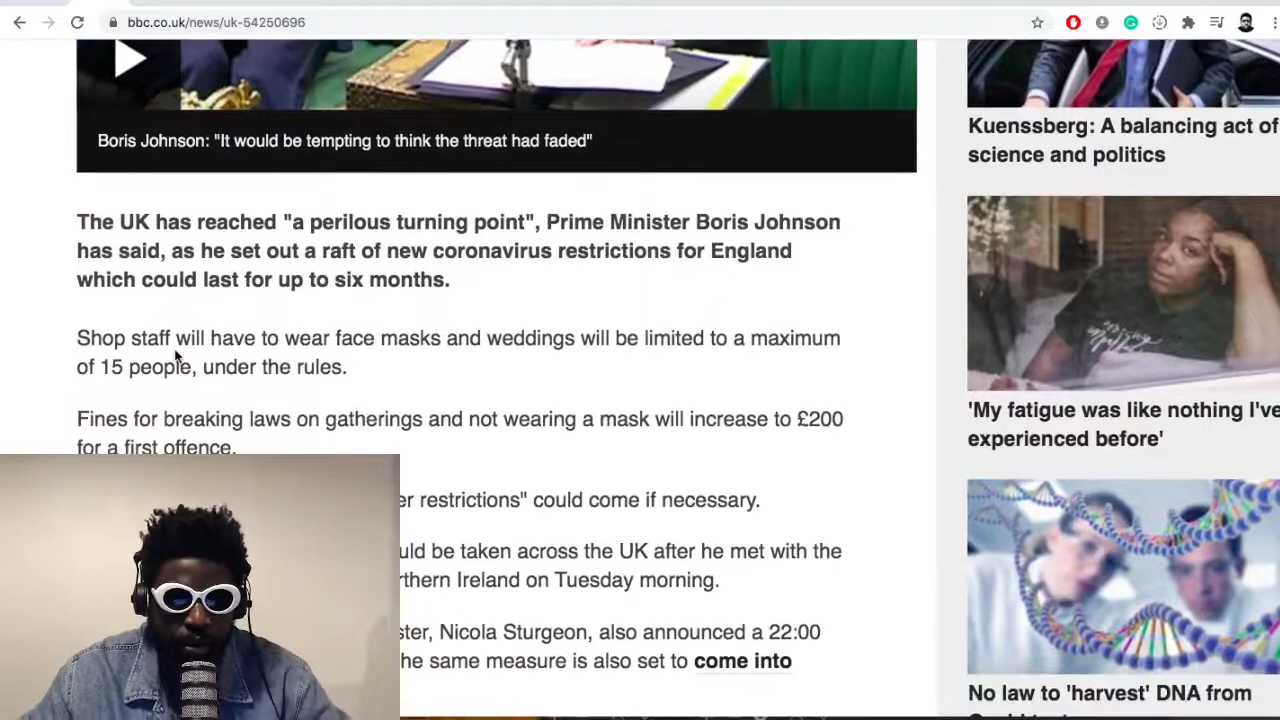 bbc.co.uk/news/uk-54250696
Boris Johnson: "It would be tempting to think the threat had faded"
The UK has reached "a perilous turning point", Prime Minister Boris Johnson
has said, as he set out a raft of new coronavirus restrictions for England
which could last for up to six months.
Shop staff will have to wear face masks and weddings will be limited to a maximum
of 15 people, under the rules.
Fines for breaking laws on gatherings and not wearing a mask will increase to £200
for a first offence.
er restrictions" could come if necessary.
uld be taken across the UK after he met with the
rthern Ireland on Tuesday morning.
ster, Nicola Sturgeon, also announced a 22:00
he same measure is also set to come into
Kuenssberg: A balancing act of
science and politics
'My fatigue was like nothing I've
experienced before'
No law to 'harvest' DNA from